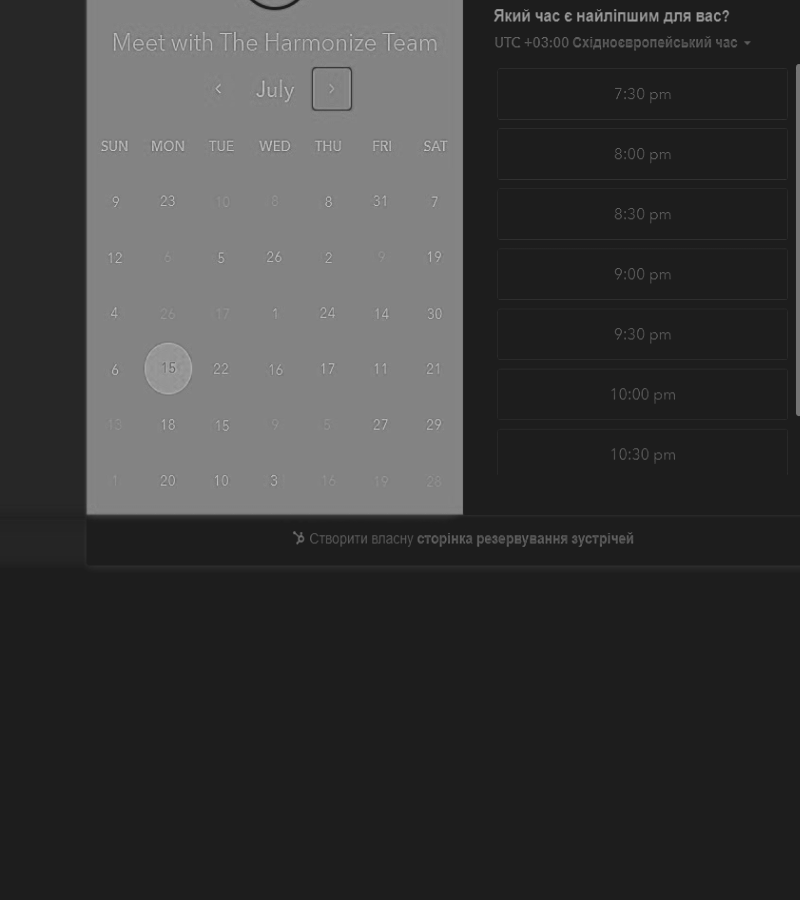 Meet with The Harmonize Team
July
SUN MON TUE WED THU FRI SAT
9 23 10 8 8 31 7
12 6 5 26 2 9 19
4 26 17 1 24 14 30
6 15 22 16 17 11 21
13 18 15 9 5 27 29
1 20 10 3 16 19 28
Який час є найліпшим для вас?
UTC +03:00 Східноєвропейський час
7:30 pm
8:00 pm
8:30 pm
9:00 pm
9:30 pm
10:00 pm
10:30 pm
Створити власну сторінка резервування зустрічей